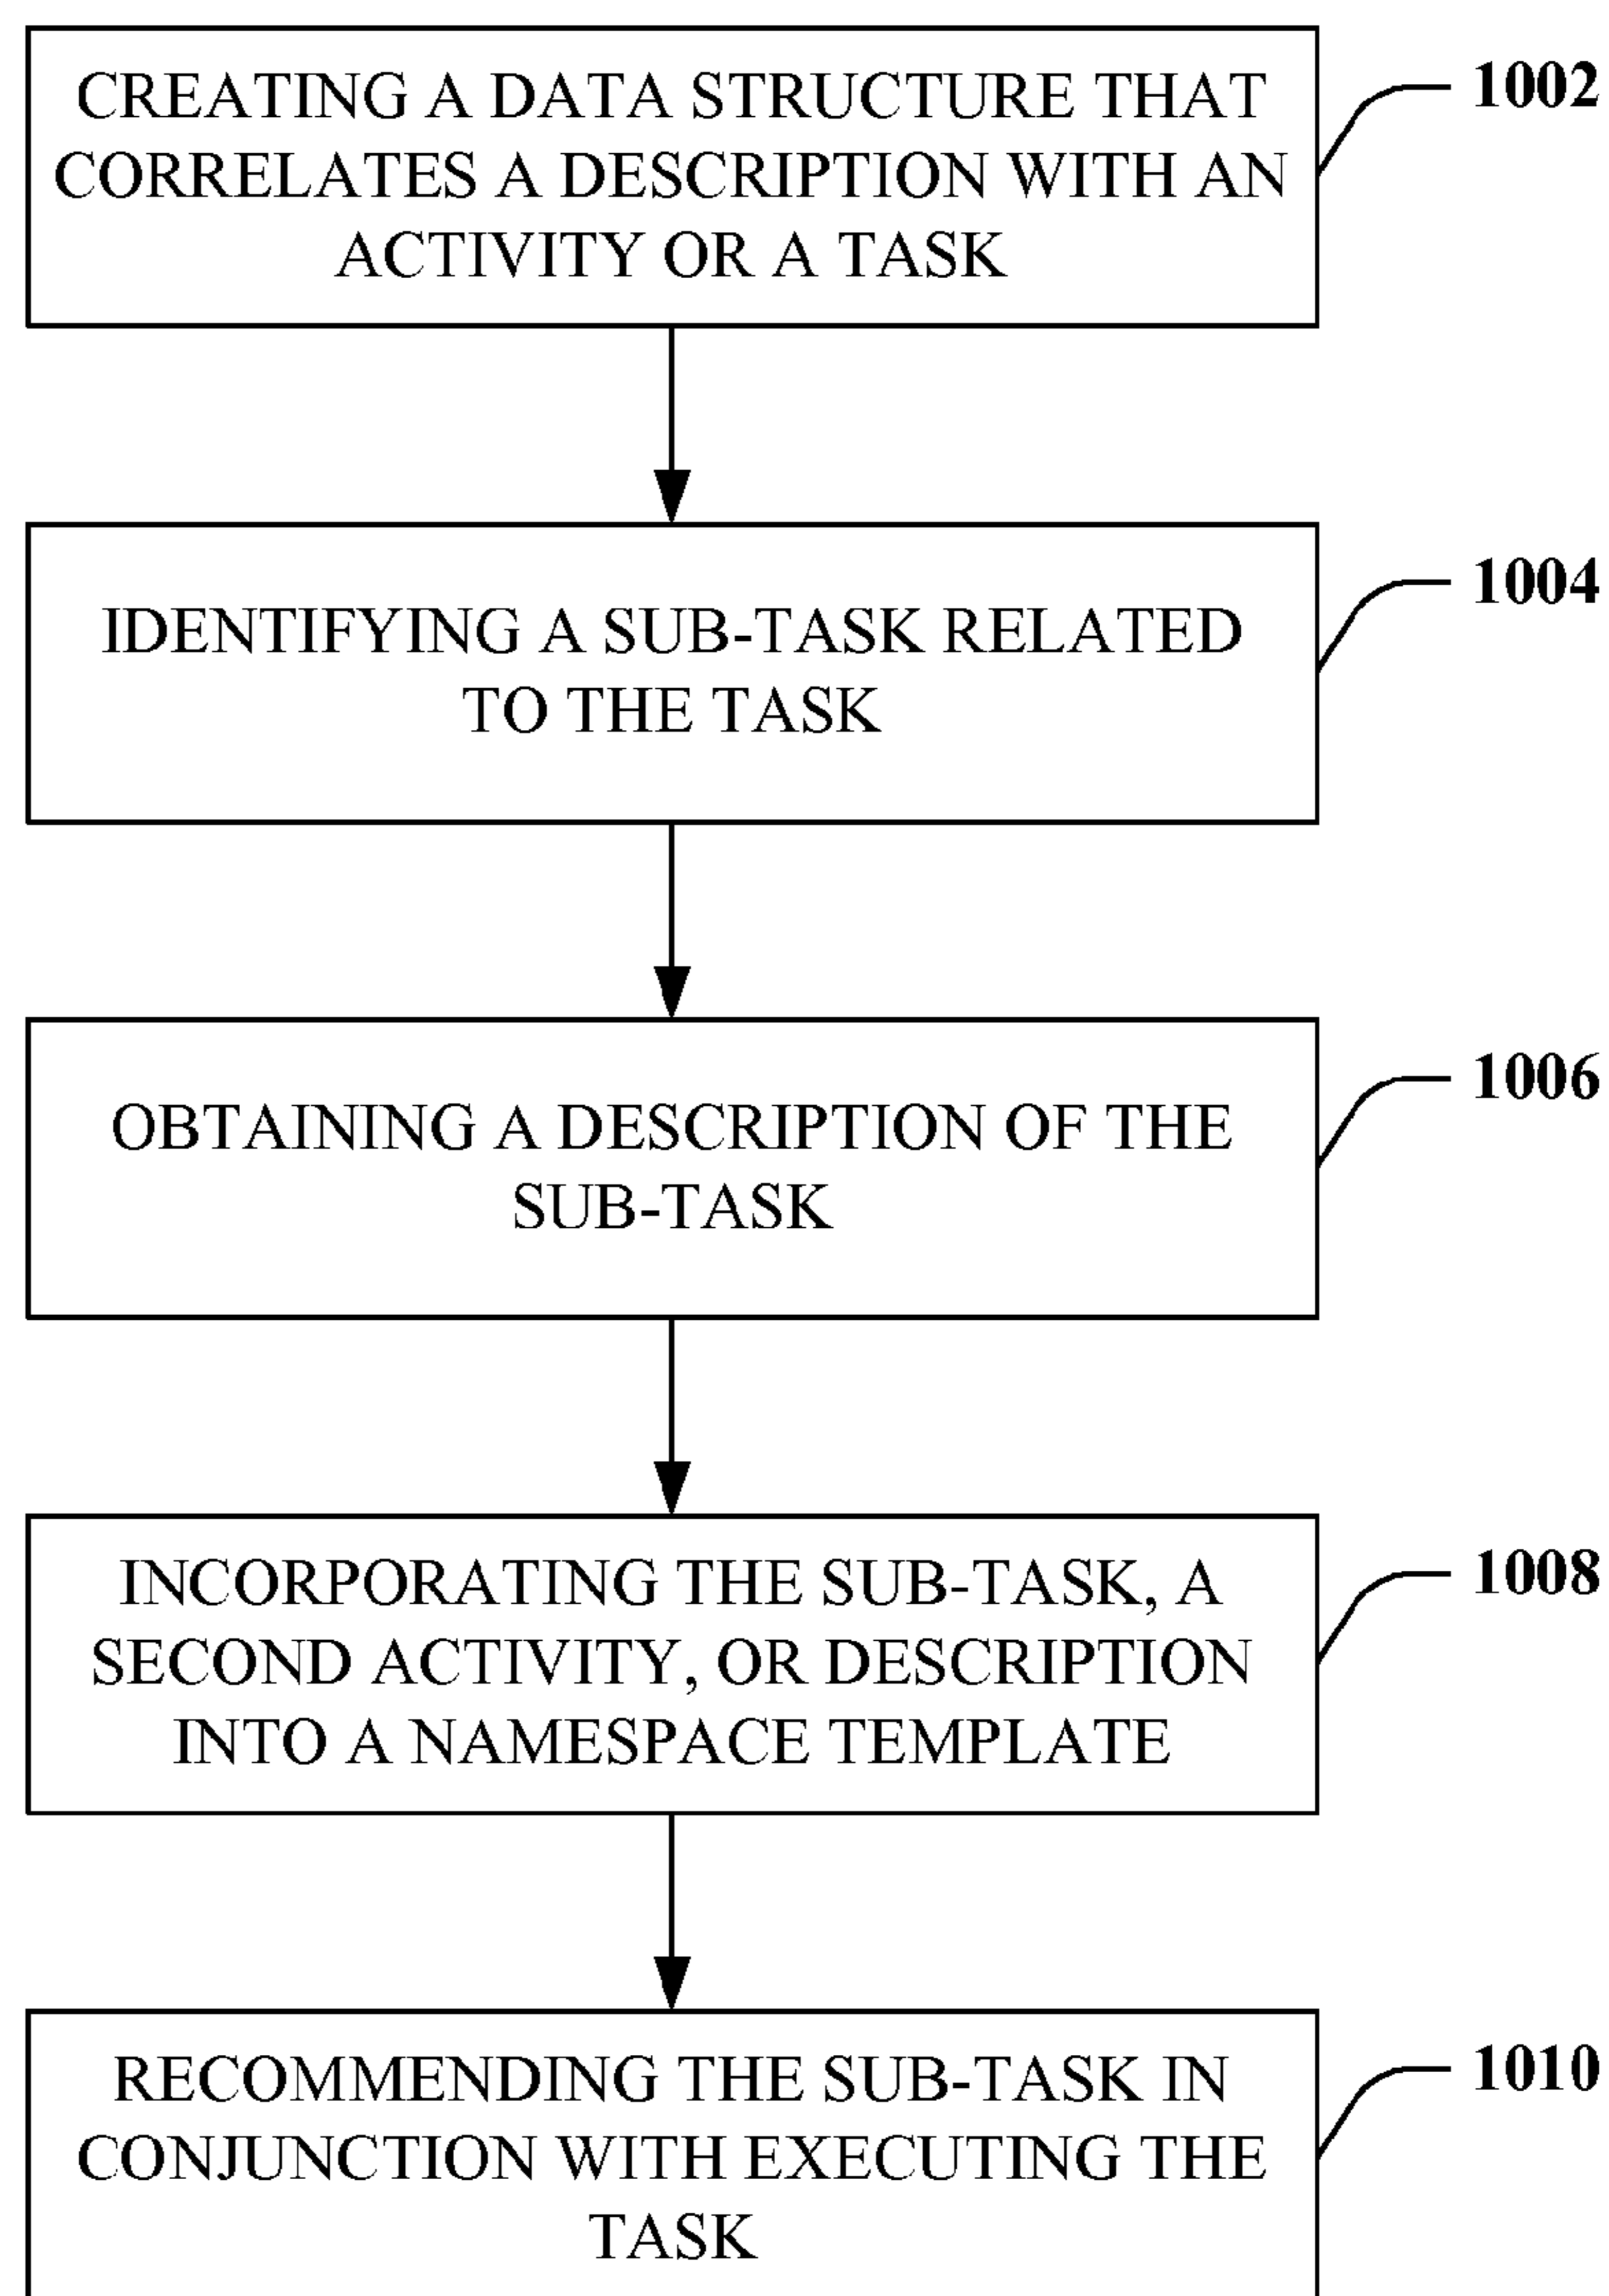 CREATING A DATA STRUCTURE THAT
CORRELATES A DESCRIPTION WITH AN
ACTIVITY OR A TASK
1002
IDENTIFYING A SUB-TASK RELATED
TO THE TASK
1004
OBTAINING A DESCRIPTION OF THE
SUB-TASK
1006
INCORPORATING THE SUB-TASK, A
SECOND ACTIVITY, OR DESCRIPTION
INTO A NAMESPACE TEMPLATE
1008
RECOMMENDING THE SUB-TASK IN
CONJUNCTION WITH EXECUTING THE
TASK
1010